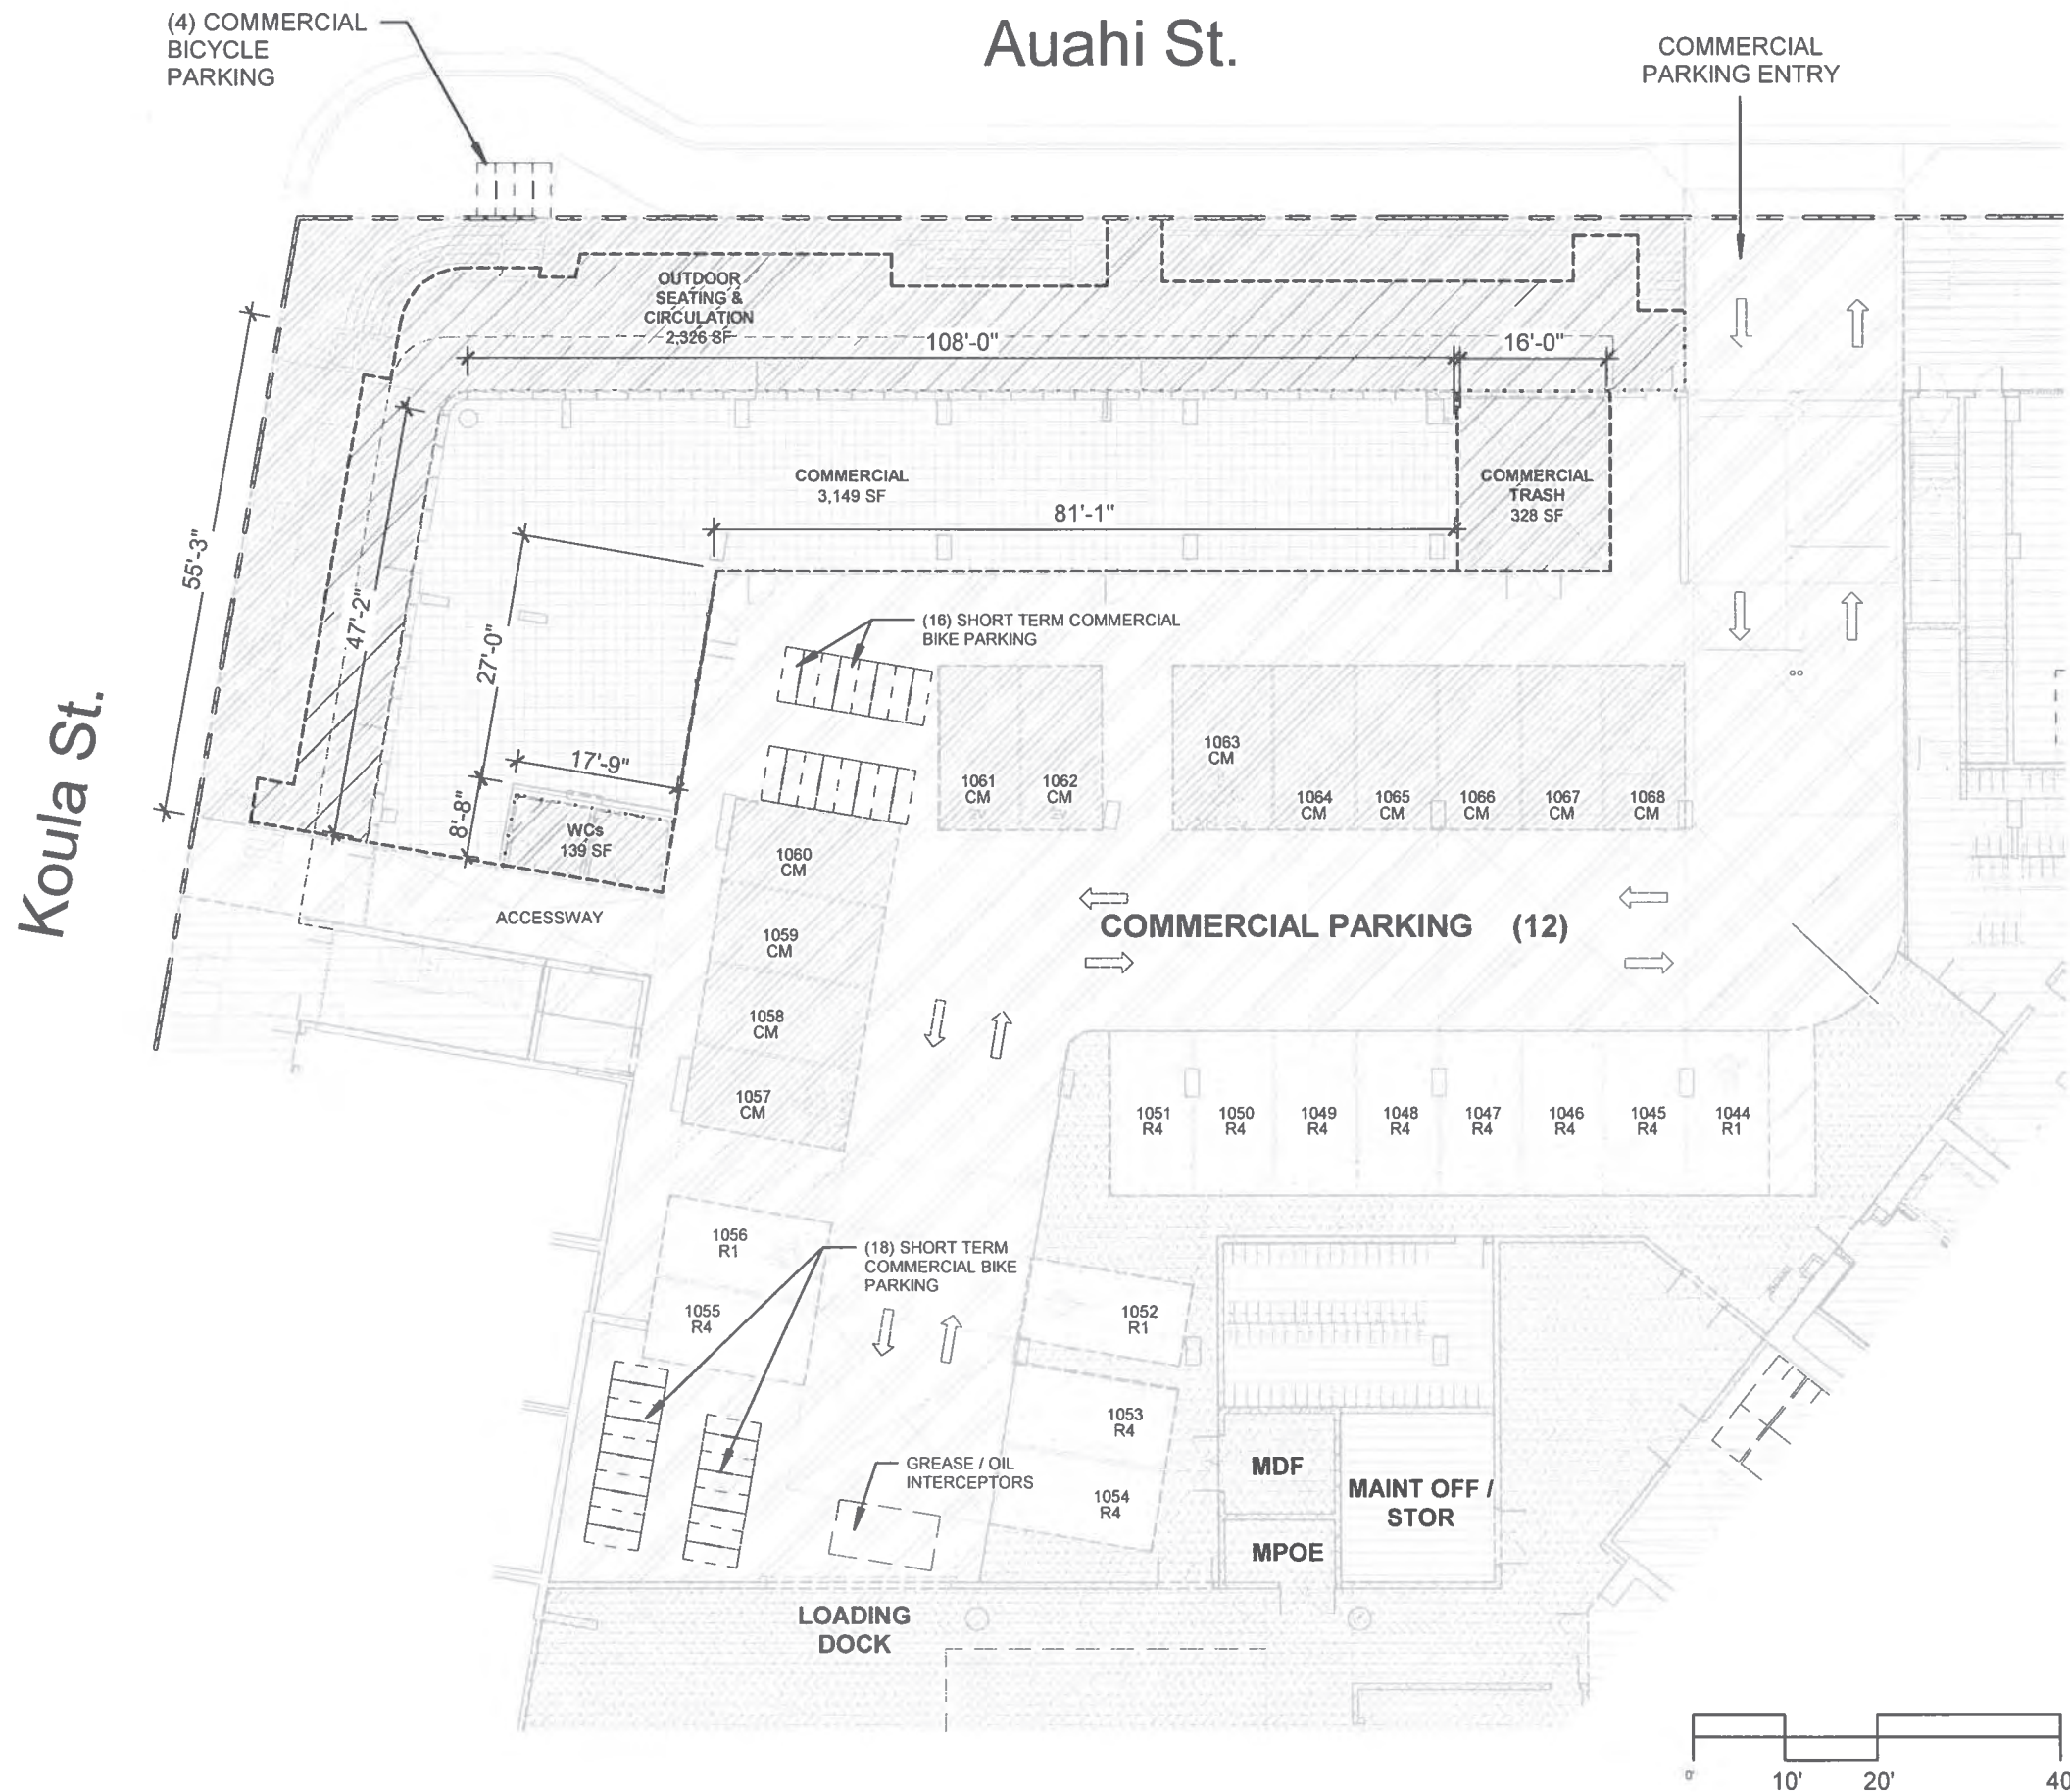 (4) COMMERCIAL
BICYCLE
PARKING
Auahi St.
COMMERCIAL
PARKING ENTRY
OUTDOOR
SEATING &
CIRCULATION
2,326 SF
108'-0"
16'-0"
COMMERCIAL
3,149 SF
COMMERCIAL
TRASH
328 SF
81'-1"
55'-3"
47'-2"
27'-0"
17'-9"
8'-8"
WCs
139 SF
Koula St.
ACCESSWAY
(16) SHORT TERM COMMERCIAL
BIKE PARKING
1061
CM
1062
CM
1063
CM
1064
CM
1065
CM
1066
CM
1067
CM
1068
CM
1060
CM
1059
CM
1058
CM
1057
CM
COMMERCIAL PARKING (12)
1051
R4
1050
R4
1049
R4
1048
R4
1047
R4
1046
R4
1045
R4
1044
R1
1056
R1
1055
R4
(18) SHORT TERM
COMMERCIAL BIKE
PARKING
1052
R1
1053
R4
1054
R4
GREASE / OIL
INTERCEPTORS
MDF
MAINT OFF /
STOR
MPOE
LOADING
DOCK
10'
20'
40